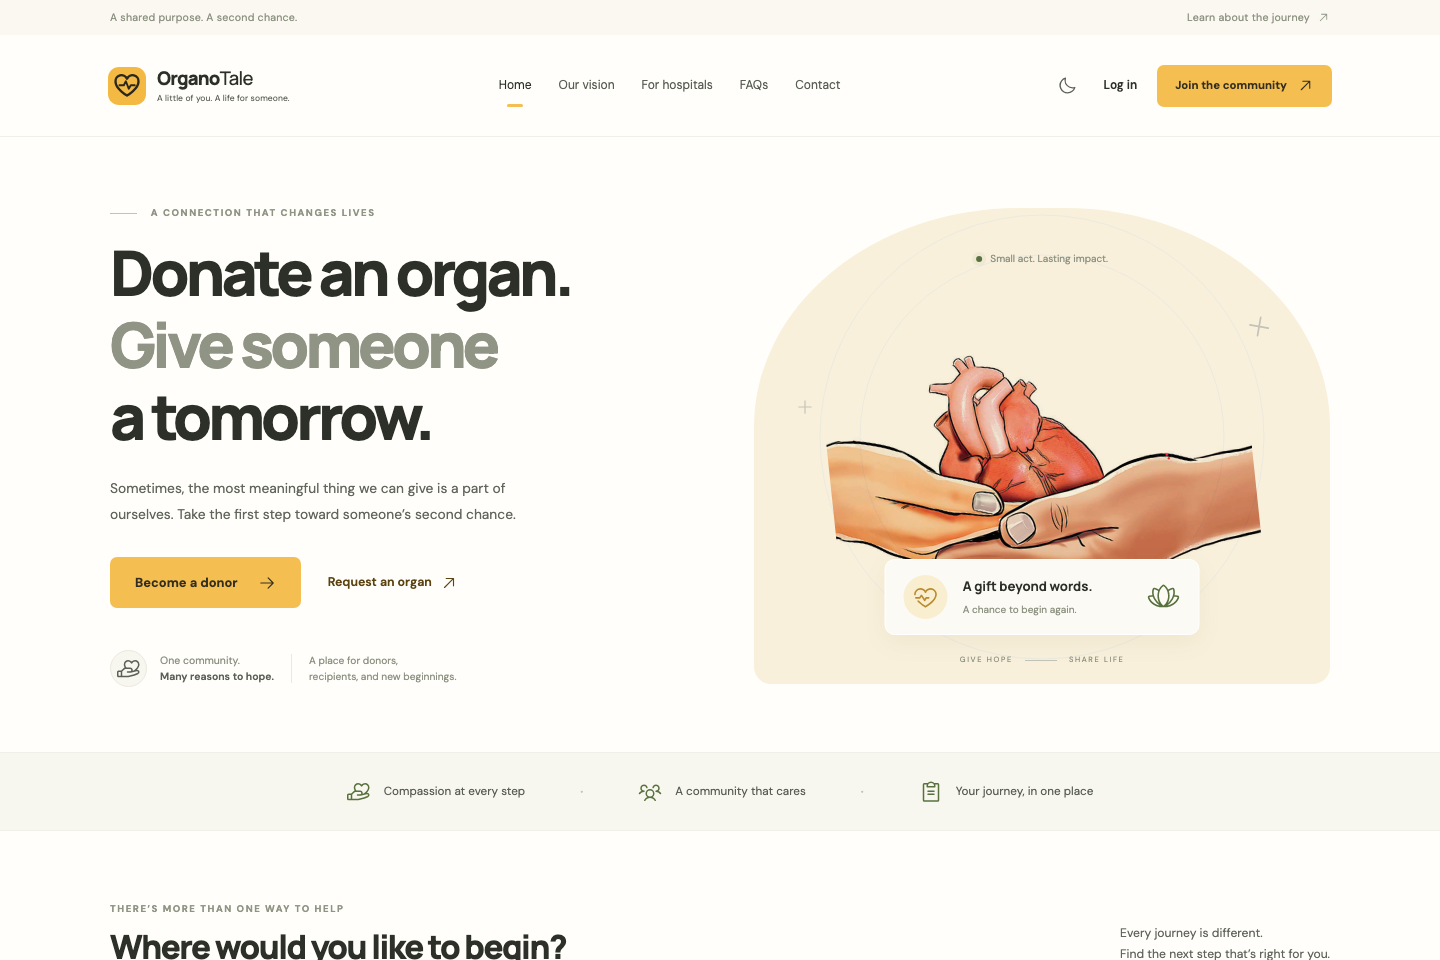 A shared purpose. A second chance.
Learn about the journey
OrganoTale
A little of you. A life for someone.
Home
Our vision
For hospitals
FAQs
Contact
Log in
Join the community
A CONNECTION THAT CHANGES LIVES
Donate an organ.
Give someone
a tomorrow.
Sometimes, the most meaningful thing we can give is a part of
ourselves. Take the first step toward someone’s second chance.
Become a donor
Request an organ
One community.
Many reasons to hope.
A place for donors,
recipients, and new beginnings.
Small act. Lasting impact.
A gift beyond words.
A chance to begin again.
GIVE HOPE
SHARE LIFE
Compassion at every step
A community that cares
Your journey, in one place
THERE’S MORE THAN ONE WAY TO HELP
Where would you like to begin?
Every journey is different.
Find the next step that’s right for you.